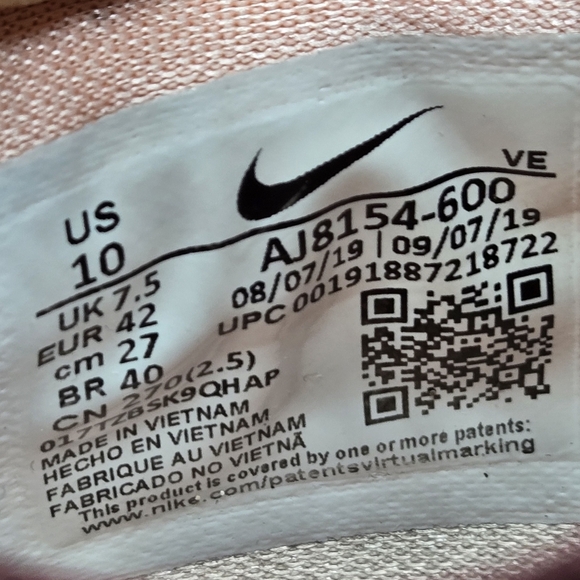 VE
US
10
UK 7.5
EUR 42
cm 27
BR 40
CN 270(2.5)
AJ8154-600
08/07/19 | 09/07/19
UPC 00191887218722
017TZBSK9QHAP
MADE IN VIETNAM
HECHO EN VIETNAM
FABRIQUE AU VIETNAM
FABRICADO NO VIETNÃ
This product is covered by one or more patents:
www.nike.com/patentsvirtualmarking